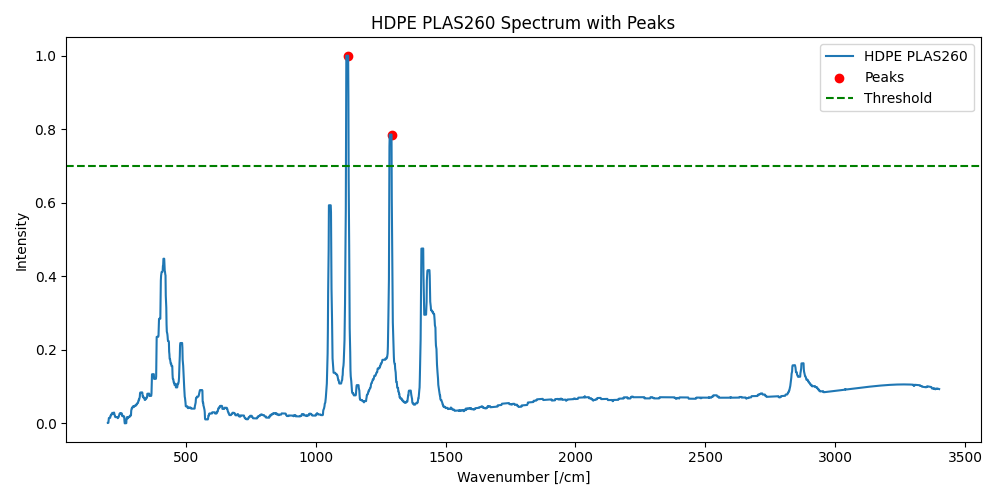 HDPE PLAS260 Spectrum with Peaks
HDPE PLAS260
Peaks
Threshold
Intensity
1.0
0.8
0.6
0.4
0.2
0.0
500 1000 1500 2000 2500 3000 3500
Wavenumber [/cm]